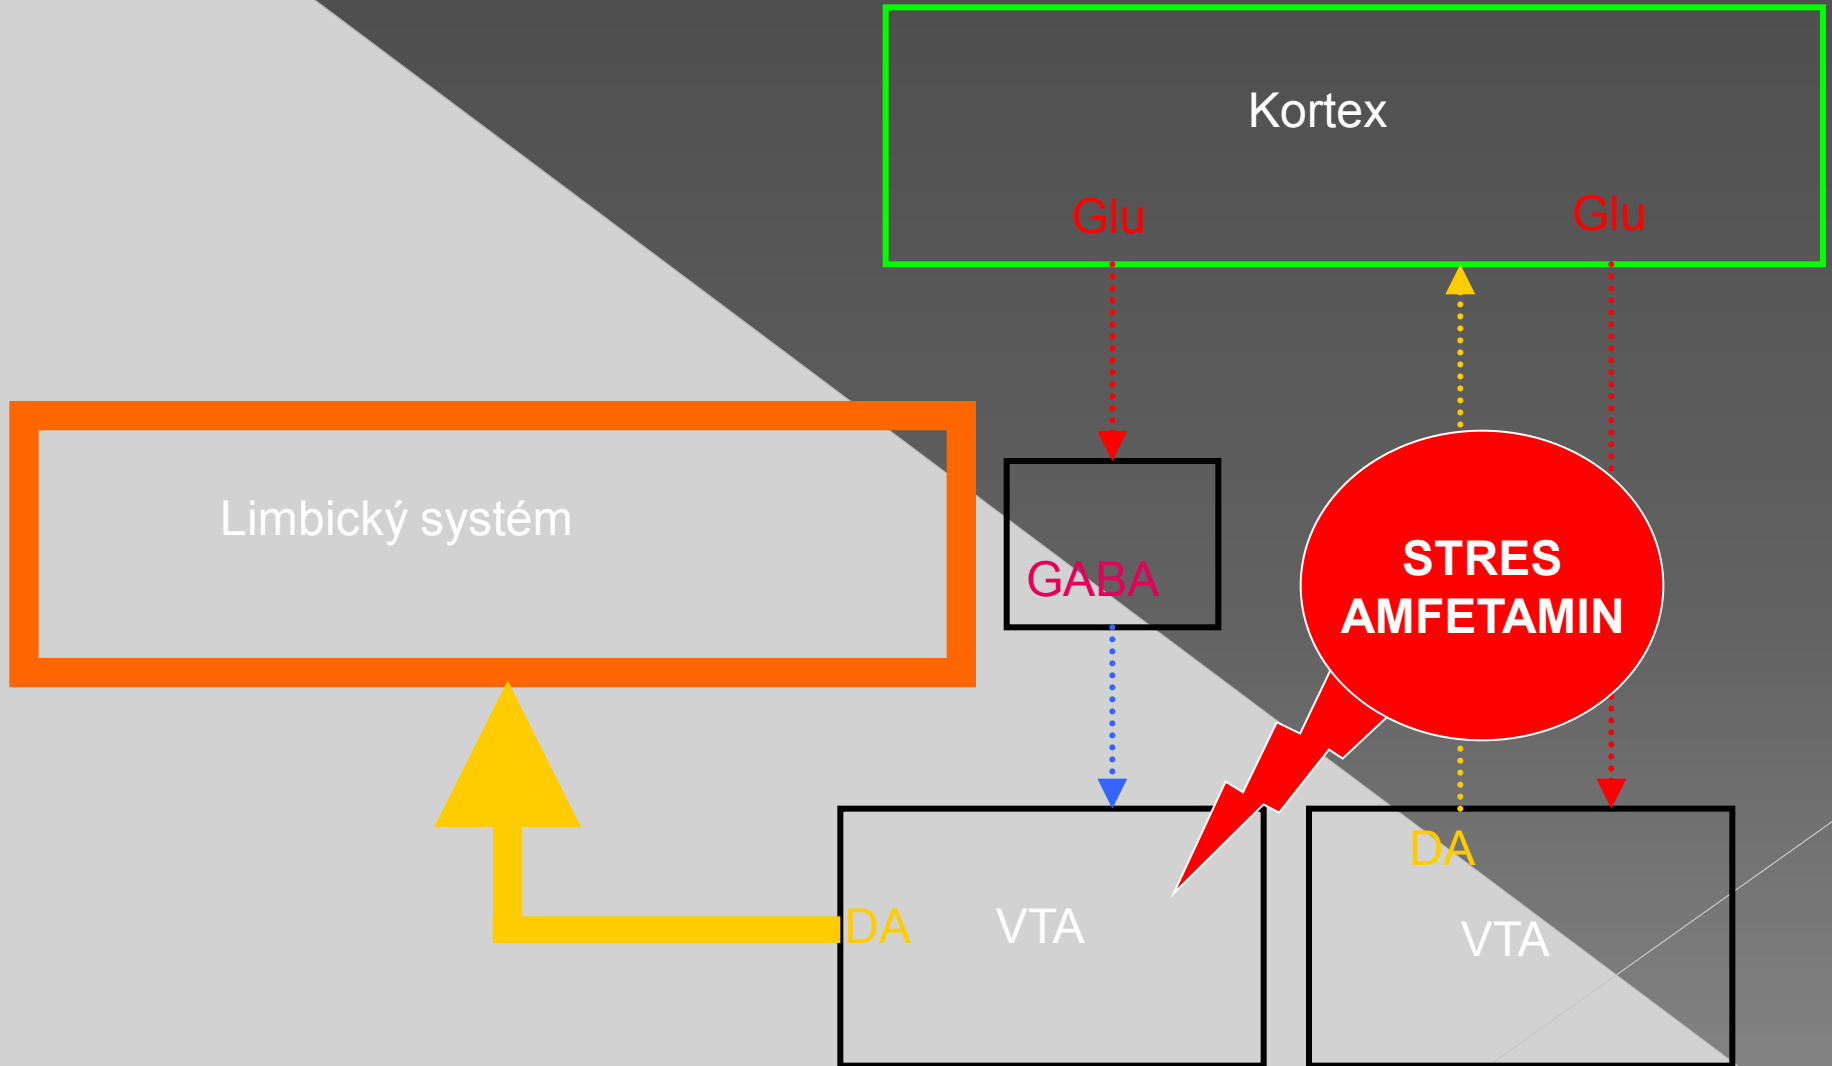 Kortex
Glu
Glu
Limbický systém
GABA
STRES
AMFETAMIN
DA
DA
VTA
VTA